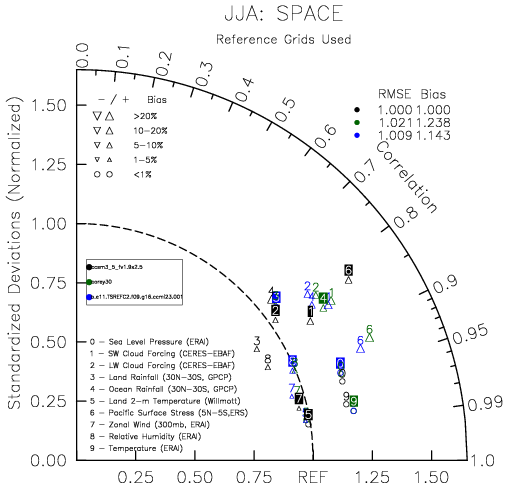 JJA: SPACE
Reference Grids Used
0.0 0.1 0.2 0.3 0.4 0.5 0.6 0.7 0.8 0.9 0.95 0.99 1.0
Correlation
Standardized Deviations (Normalized)
1.50
1.25
1.00
0.75
0.50
0.25
0.00
− / + Bias
>20%
10−20%
5−10%
1−5%
<1%
RMSE Bias
1.000 1.000
1.021 1.238
1.009 1.143
0 − Sea Level Pressure (ERAI)
1 − SW Cloud Forcing (CERES−EBAF)
2 − LW Cloud Forcing (CERES−EBAF)
3 − Land Rainfall (30N−30S, GPCP)
4 − Ocean Rainfall (30N−30S, GPCP)
5 − Land 2−m Temperature (Willmott)
6 − Pacific Surface Stress (5N−5S,ERS)
7 − Zonal Wind (300mb, ERAI)
8 − Relative Humidity (ERAI)
9 − Temperature (ERAI)
0.25 0.50 0.75 REF 1.25 1.50